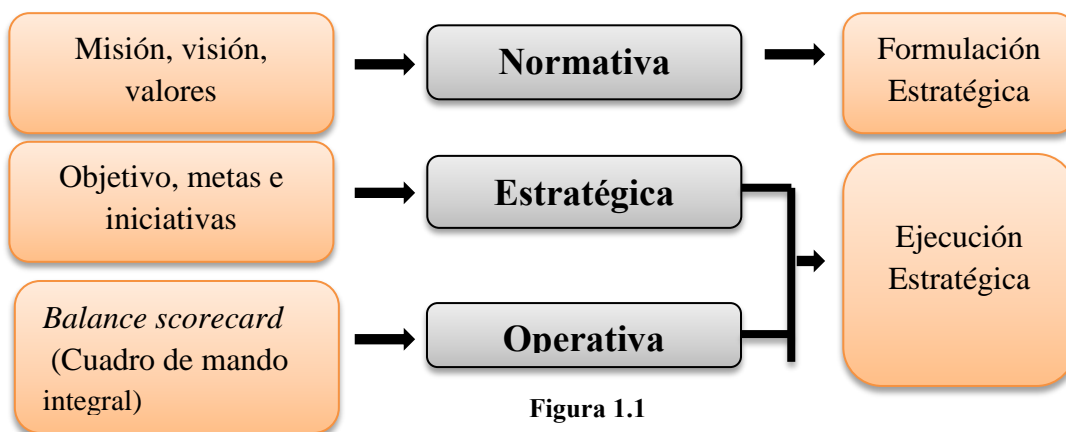 Misión, visión,
valores
Normativa
Formulación
Estratégica
Objetivo, metas e
iniciativas
Estratégica
Ejecución
Estratégica
Balance scorecard
(Cuadro de mando
integral)
Operativa
Figura 1.1